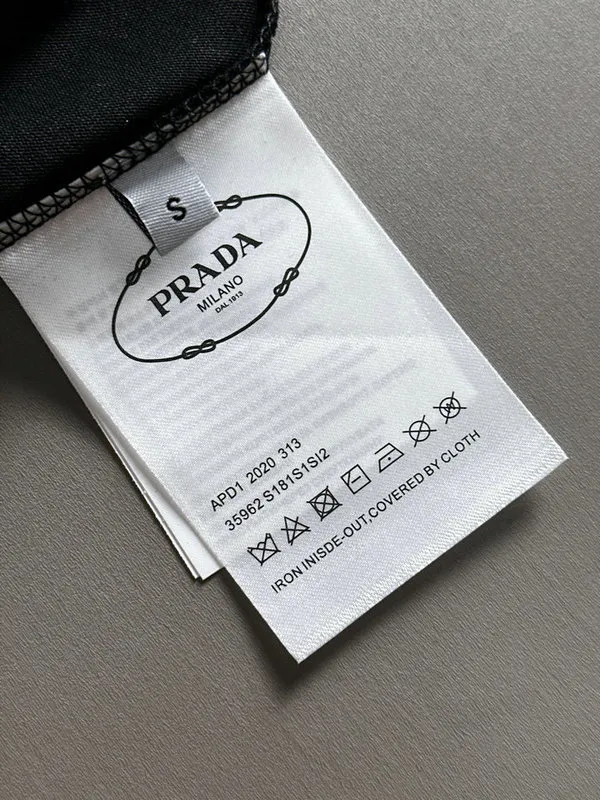 S
PRADA
MILANO
DAL 1913
APD1 2020 313
35962 S181S1SI2
IRON INISDE-OUT,COVERED BY CLOTH